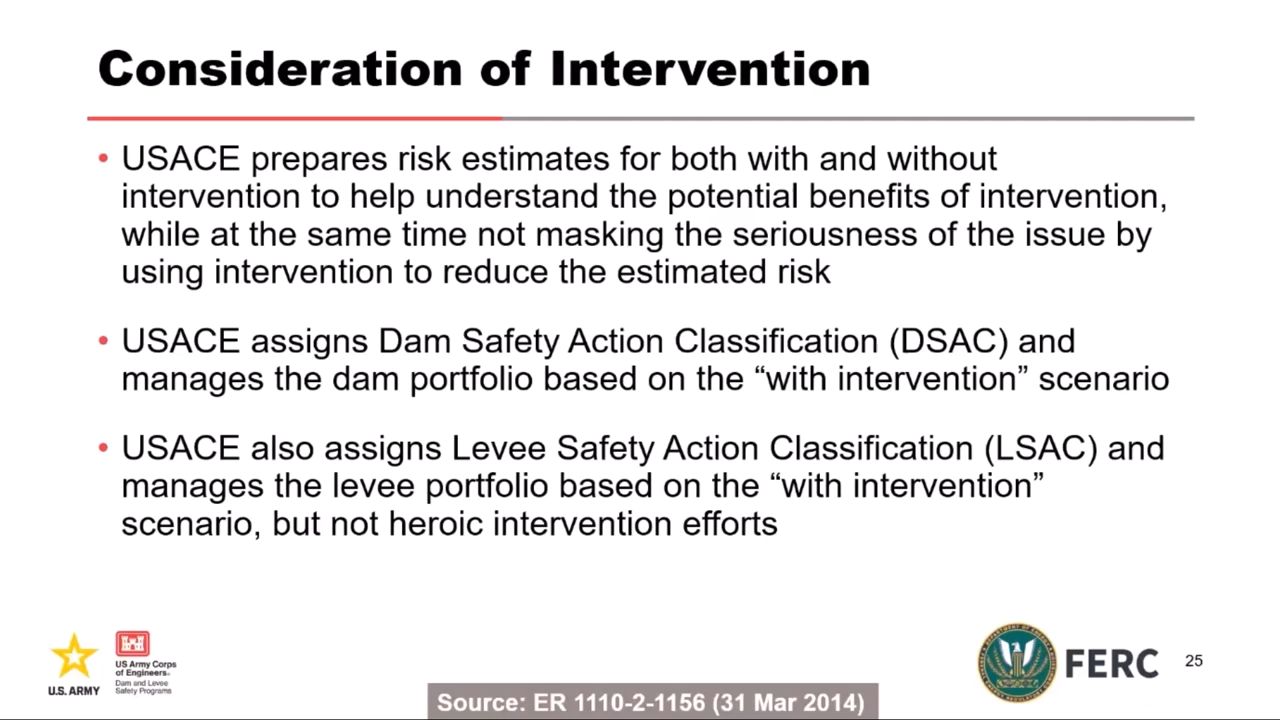 Consideration of Intervention
• USACE prepares risk estimates for both with and without
intervention to help understand the potential benefits of intervention,
while at the same time not masking the seriousness of the issue by
using intervention to reduce the estimated risk
• USACE assigns Dam Safety Action Classification (DSAC) and
manages the dam portfolio based on the “with intervention” scenario
• USACE also assigns Levee Safety Action Classification (LSAC) and
manages the levee portfolio based on the “with intervention”
scenario, but not heroic intervention efforts
U.S. ARMY
US Army Corps
of Engineers®
Dam and Levee
Safety Programs
FERC
25
Source: ER 1110-2-1156 (31 Mar 2014)